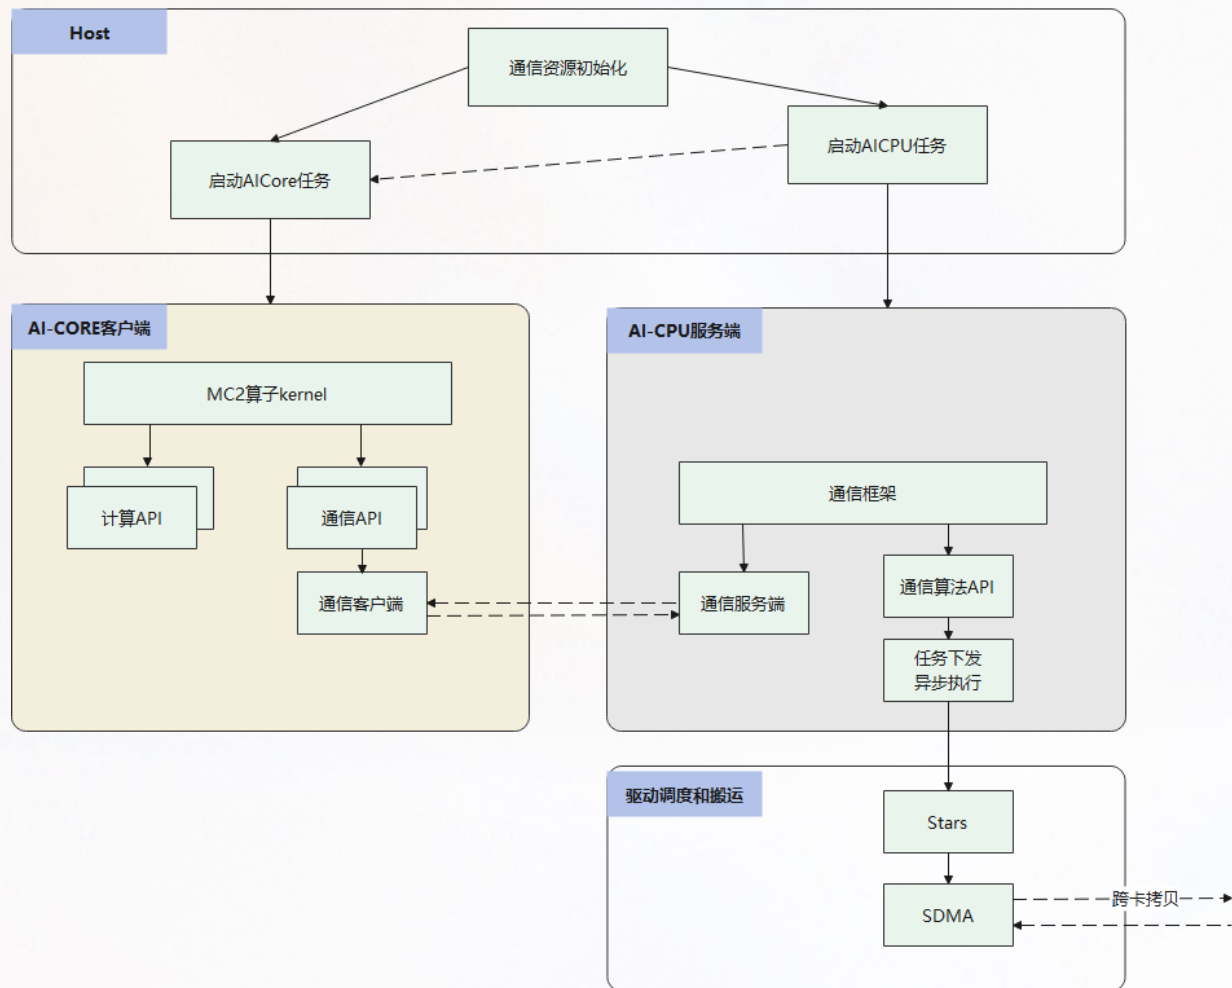 Host
通信资源初始化
启动AICPU任务
启动AICore任务
AI-CORE客户端
MC2算子kernel
计算API
通信API
通信客户端
AI-CPU服务端
通信框架
通信服务端
通信算法API
任务下发
异步执行
驱动调度和搬运
Stars
SDMA
跨卡拷贝